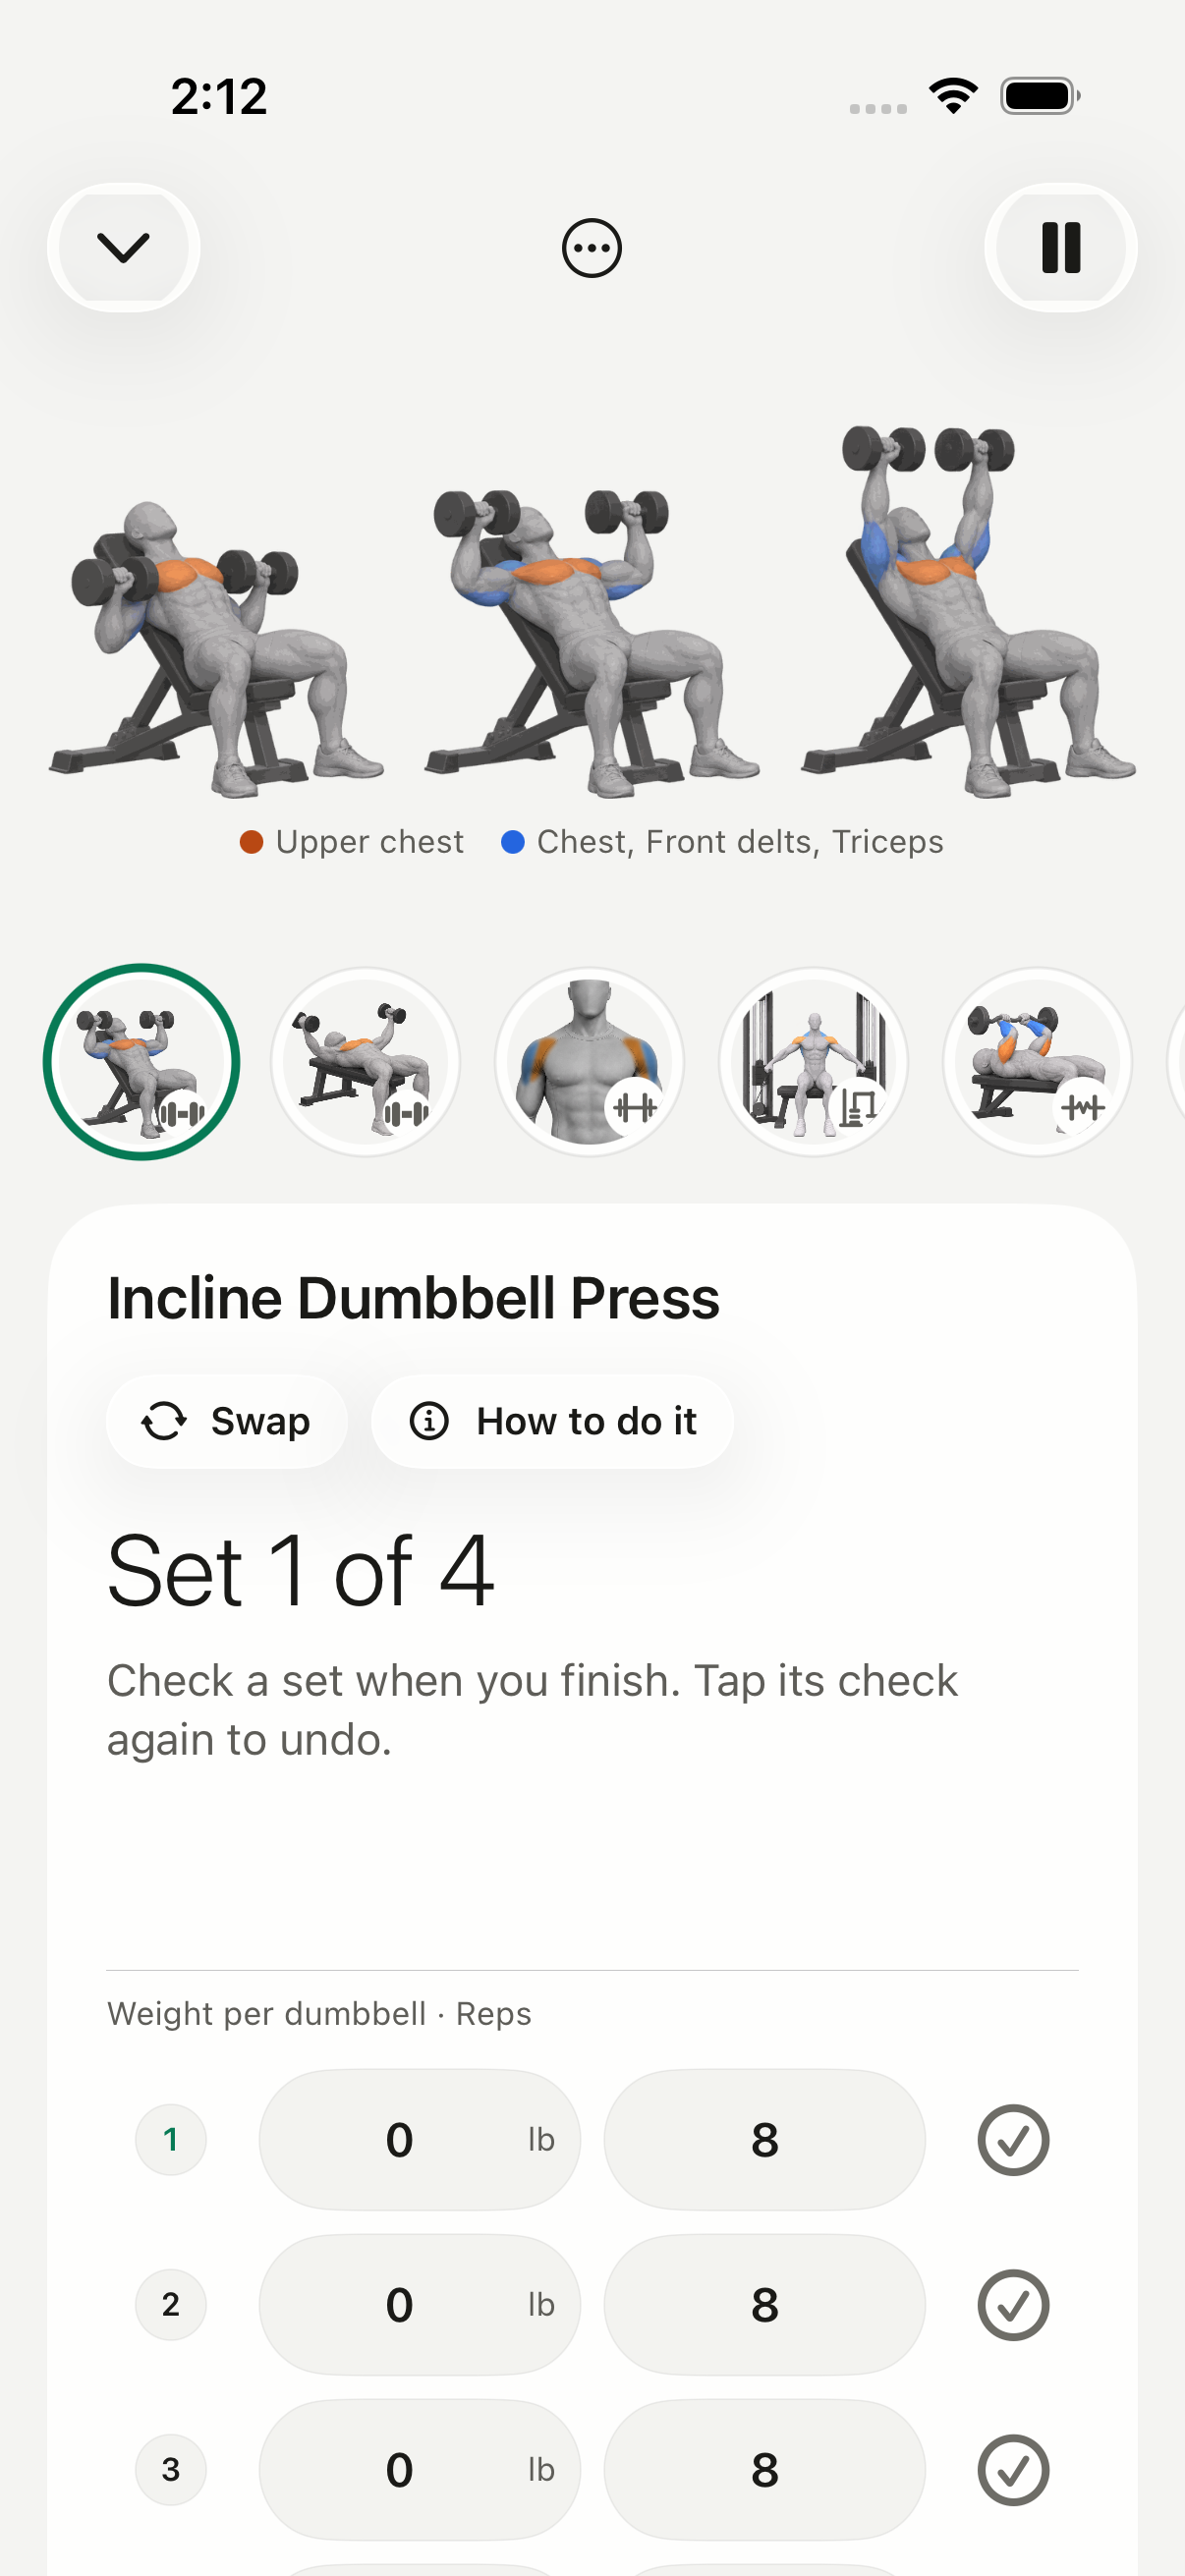 2:12
Upper chest Chest, Front delts, Triceps
Incline Dumbbell Press
Swap How to do it
Set 1 of 4
Check a set when you finish. Tap its check
again to undo.
Weight per dumbbell · Reps
1 0 lb 8
2 0 lb 8
3 0 lb 8